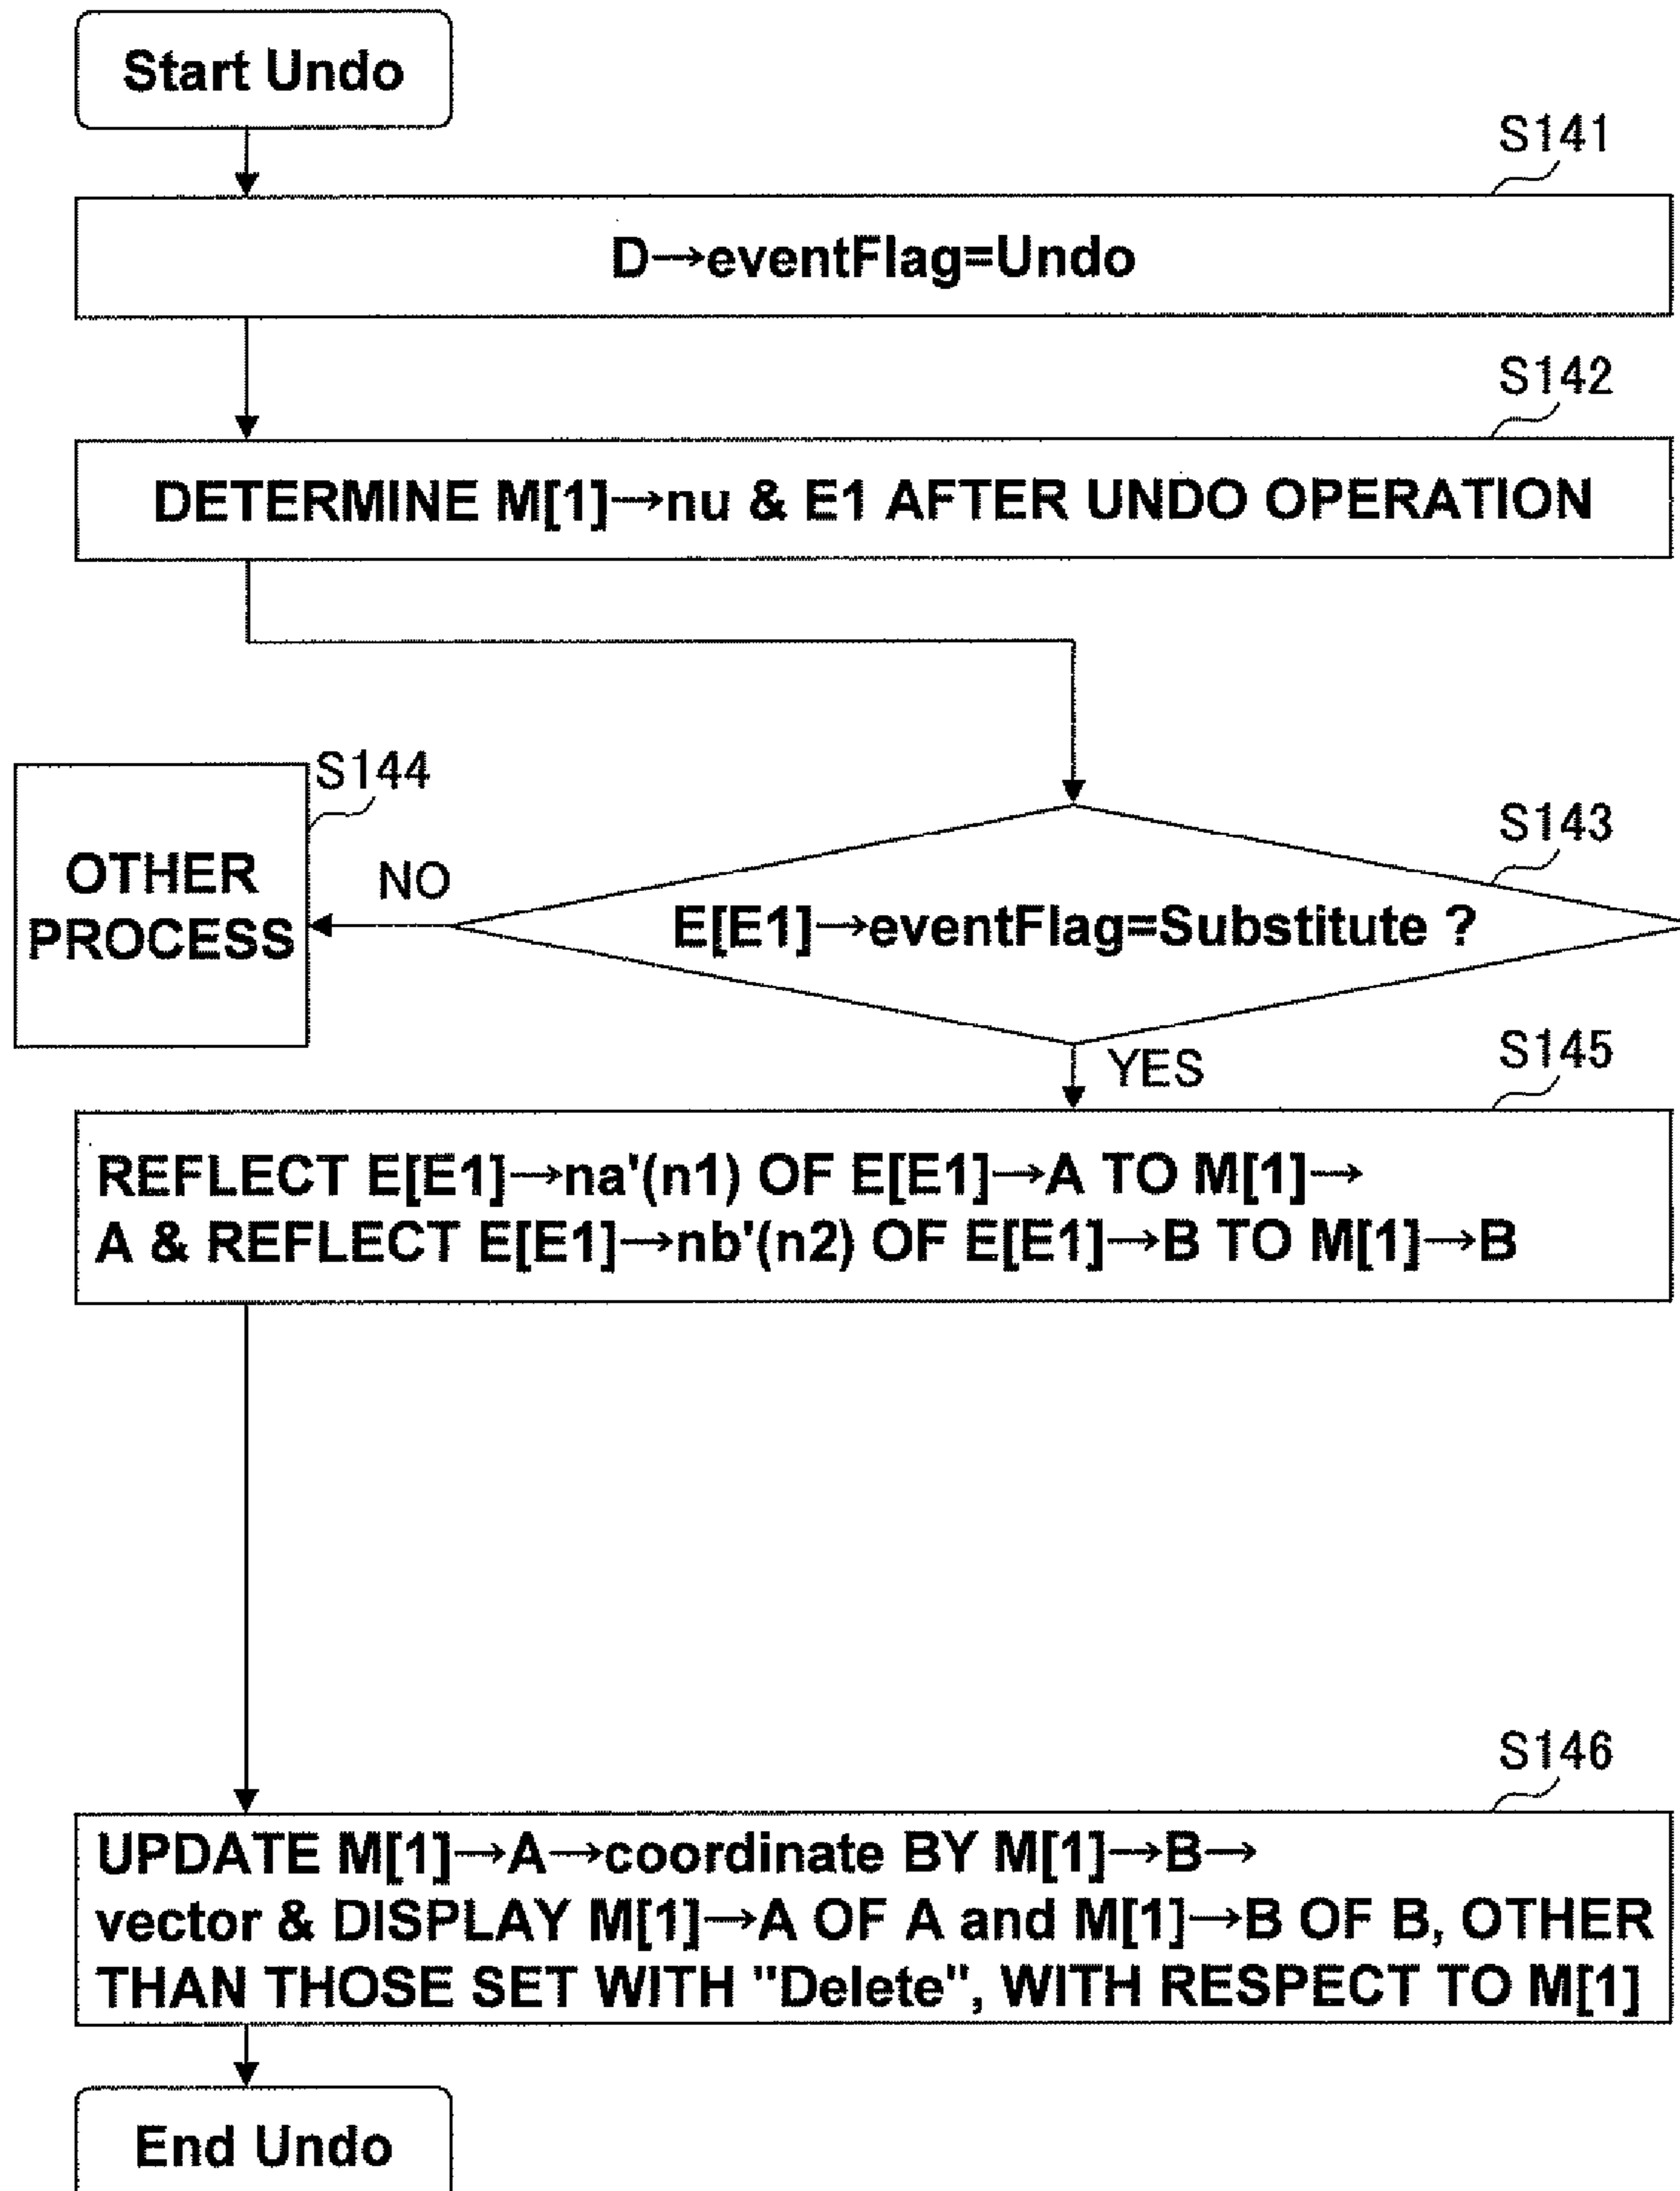 Start Undo
S141
D→eventFlag=Undo
S142
DETERMINE M[1]→nu & E1 AFTER UNDO OPERATION
S144
OTHER
PROCESS
NO
S143
E[E1]→eventFlag=Substitute ?
YES
S145
REFLECT E[E1]→na'(n1) OF E[E1]→A TO M[1]→
A & REFLECT E[E1]→nb'(n2) OF E[E1]→B TO M[1]→B
S146
UPDATE M[1]→A→coordinate BY M[1]→B→
vector & DISPLAY M[1]→A OF A and M[1]→B OF B, OTHER
THAN THOSE SET WITH "Delete", WITH RESPECT TO M[1]
End Undo